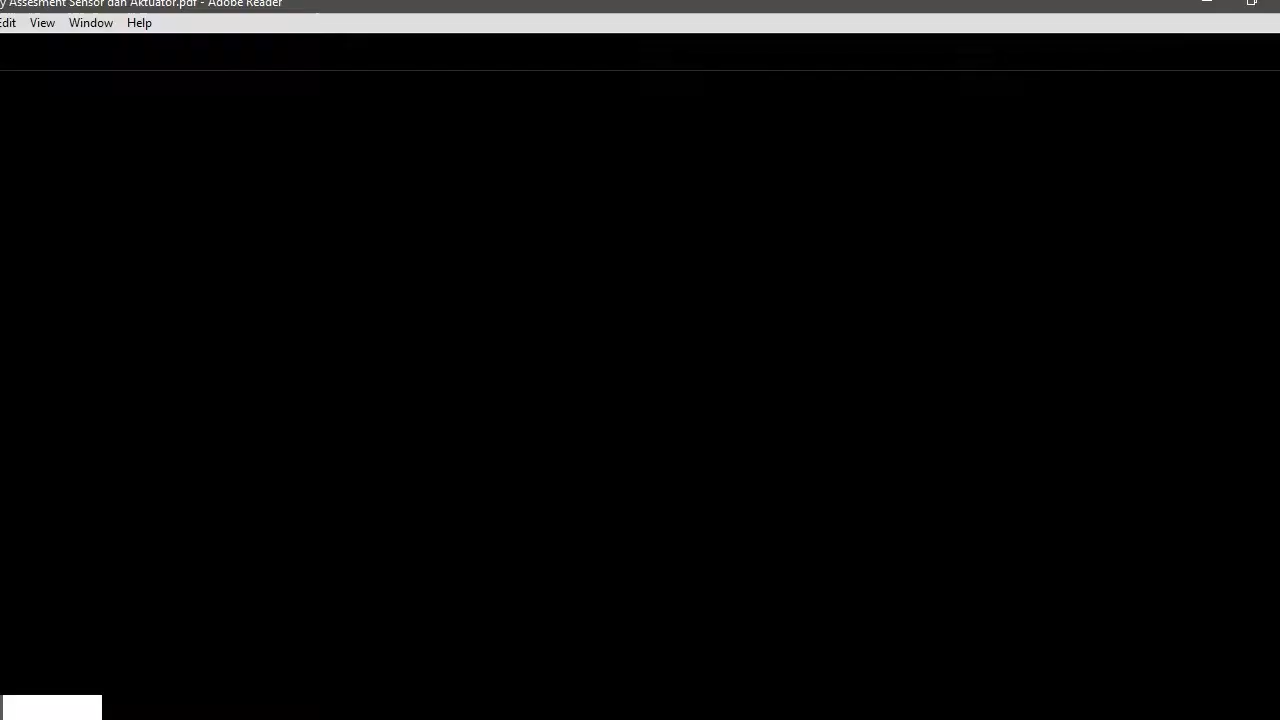 y Assesment Sensor dan Aktuator.pdf - Adobe Reader
Edit View Window Help